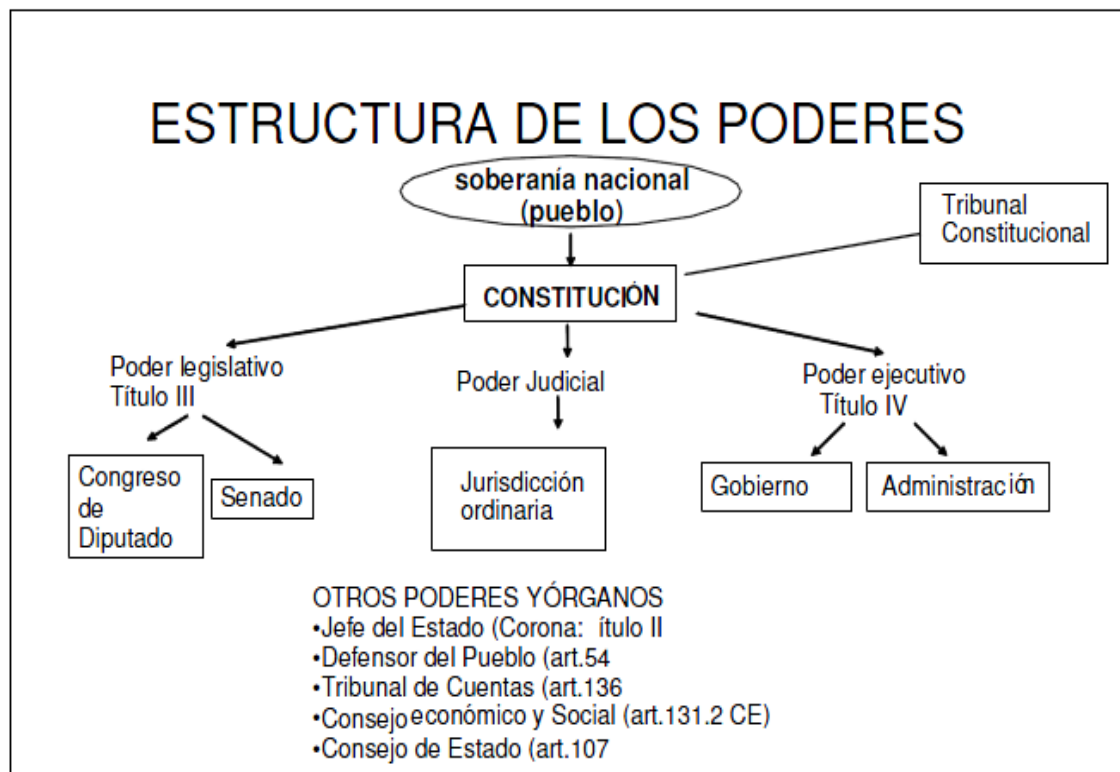 ESTRUCTURA DE LOS PODERES
soberanía nacional
(pueblo)
Tribunal
Constitucional
CONSTITUCIÓN
Poder legislativo
Título III
Poder Judicial
Poder ejecutivo
Título IV
Congreso
de
Diputado
Senado
Jurisdicción
ordinaria
Gobierno
Administración
OTROS PODERES YÓRGANOS
•Jefe del Estado (Corona: ítulo II
•Defensor del Pueblo (art.54
•Tribunal de Cuentas (art.136
•Consejo económico y Social (art.131.2 CE)
•Consejo de Estado (art.107